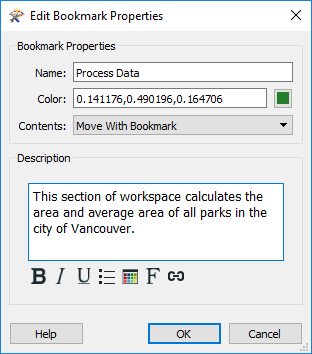 Edit Bookmark Properties
Bookmark Properties
Name: Process Data
Color: 0.141176,0.490196,0.164706
Contents: Move With Bookmark
Description
This section of workspace calculates the
area and average area of all parks in the
city of Vancouver.
B I U F
Help OK Cancel